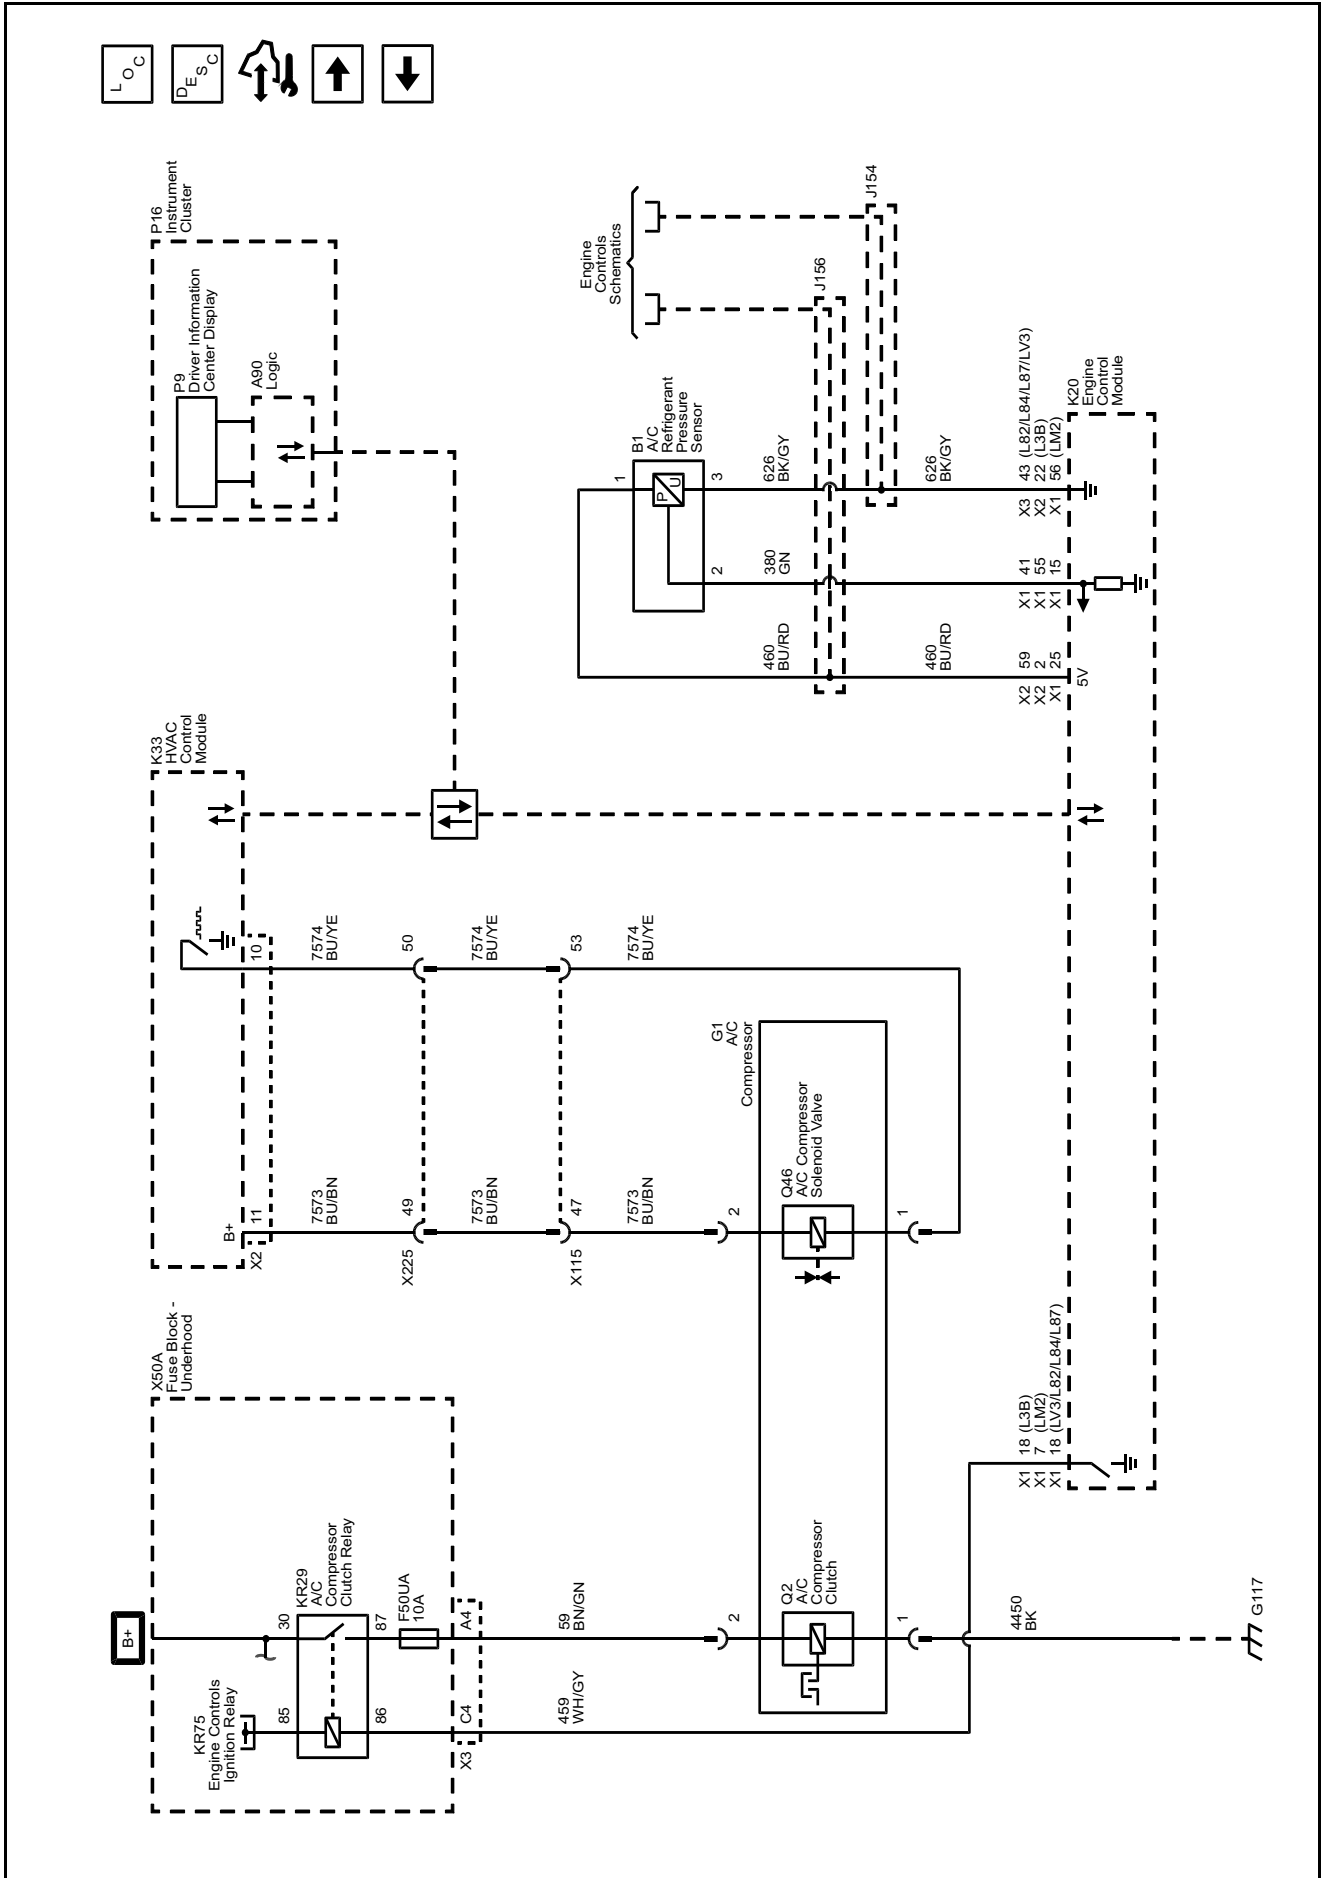 LOC
DESC
B+
KR75
Engine Controls
Ignition Relay
85
86
30
87
KR29
A/C
Compressor
Clutch Relay
F50UA
10A
X50A
Fuse Block -
Underhood
X3
C4
A4
459
WH/GY
59
BN/GN
2
Q2
A/C
Compressor
Clutch
1
4450
BK
G117
X1 18 (L3B)
X1 7 (LM2)
X1 18 (LV3/L82/L84/L87)
K33
HVAC
Control
Module
B+
X2
11
10
7573
BU/BN
7574
BU/YE
X225
49
50
7573
BU/BN
7574
BU/YE
X115
47
53
7573
BU/BN
7574
BU/YE
G1
A/C
Compressor
2
Q46
A/C Compressor
Solenoid Valve
1
P16
Instrument
Cluster
P9
Driver Information
Center Display
A90
Logic
Engine
Controls
Schematics
J156
J154
B1
A/C
Refrigerant
Pressure
Sensor
P
U
1
2
3
460
BU/RD
380
GN
626
BK/GY
460
BU/RD
626
BK/GY
X2 59
X2 2
X1 25
X1 41
X1 55
X1 15
X3 43 (L82/L84/L87/LV3)
X2 22 (L3B)
X1 56 (LM2)
5V
K20
Engine
Control
Module